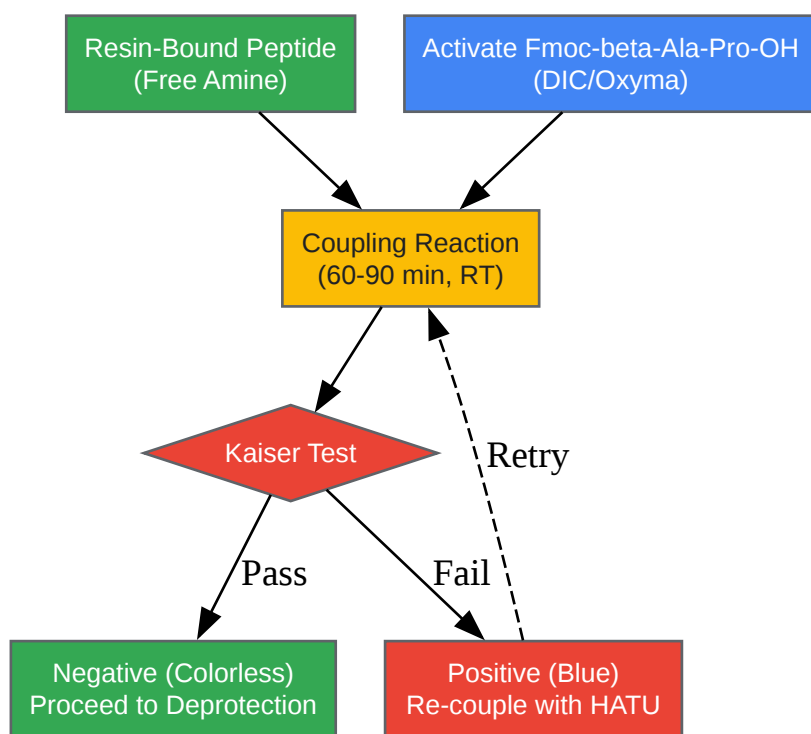 Resin-Bound Peptide
(Free Amine)
Activate Fmoc-beta-Ala-Pro-OH
(DIC/Oxyma)
Coupling Reaction
(60-90 min, RT)
Kaiser Test
Retry
Pass
Fail
Negative (Colorless)
Proceed to Deprotection
Positive (Blue)
Re-couple with HATU